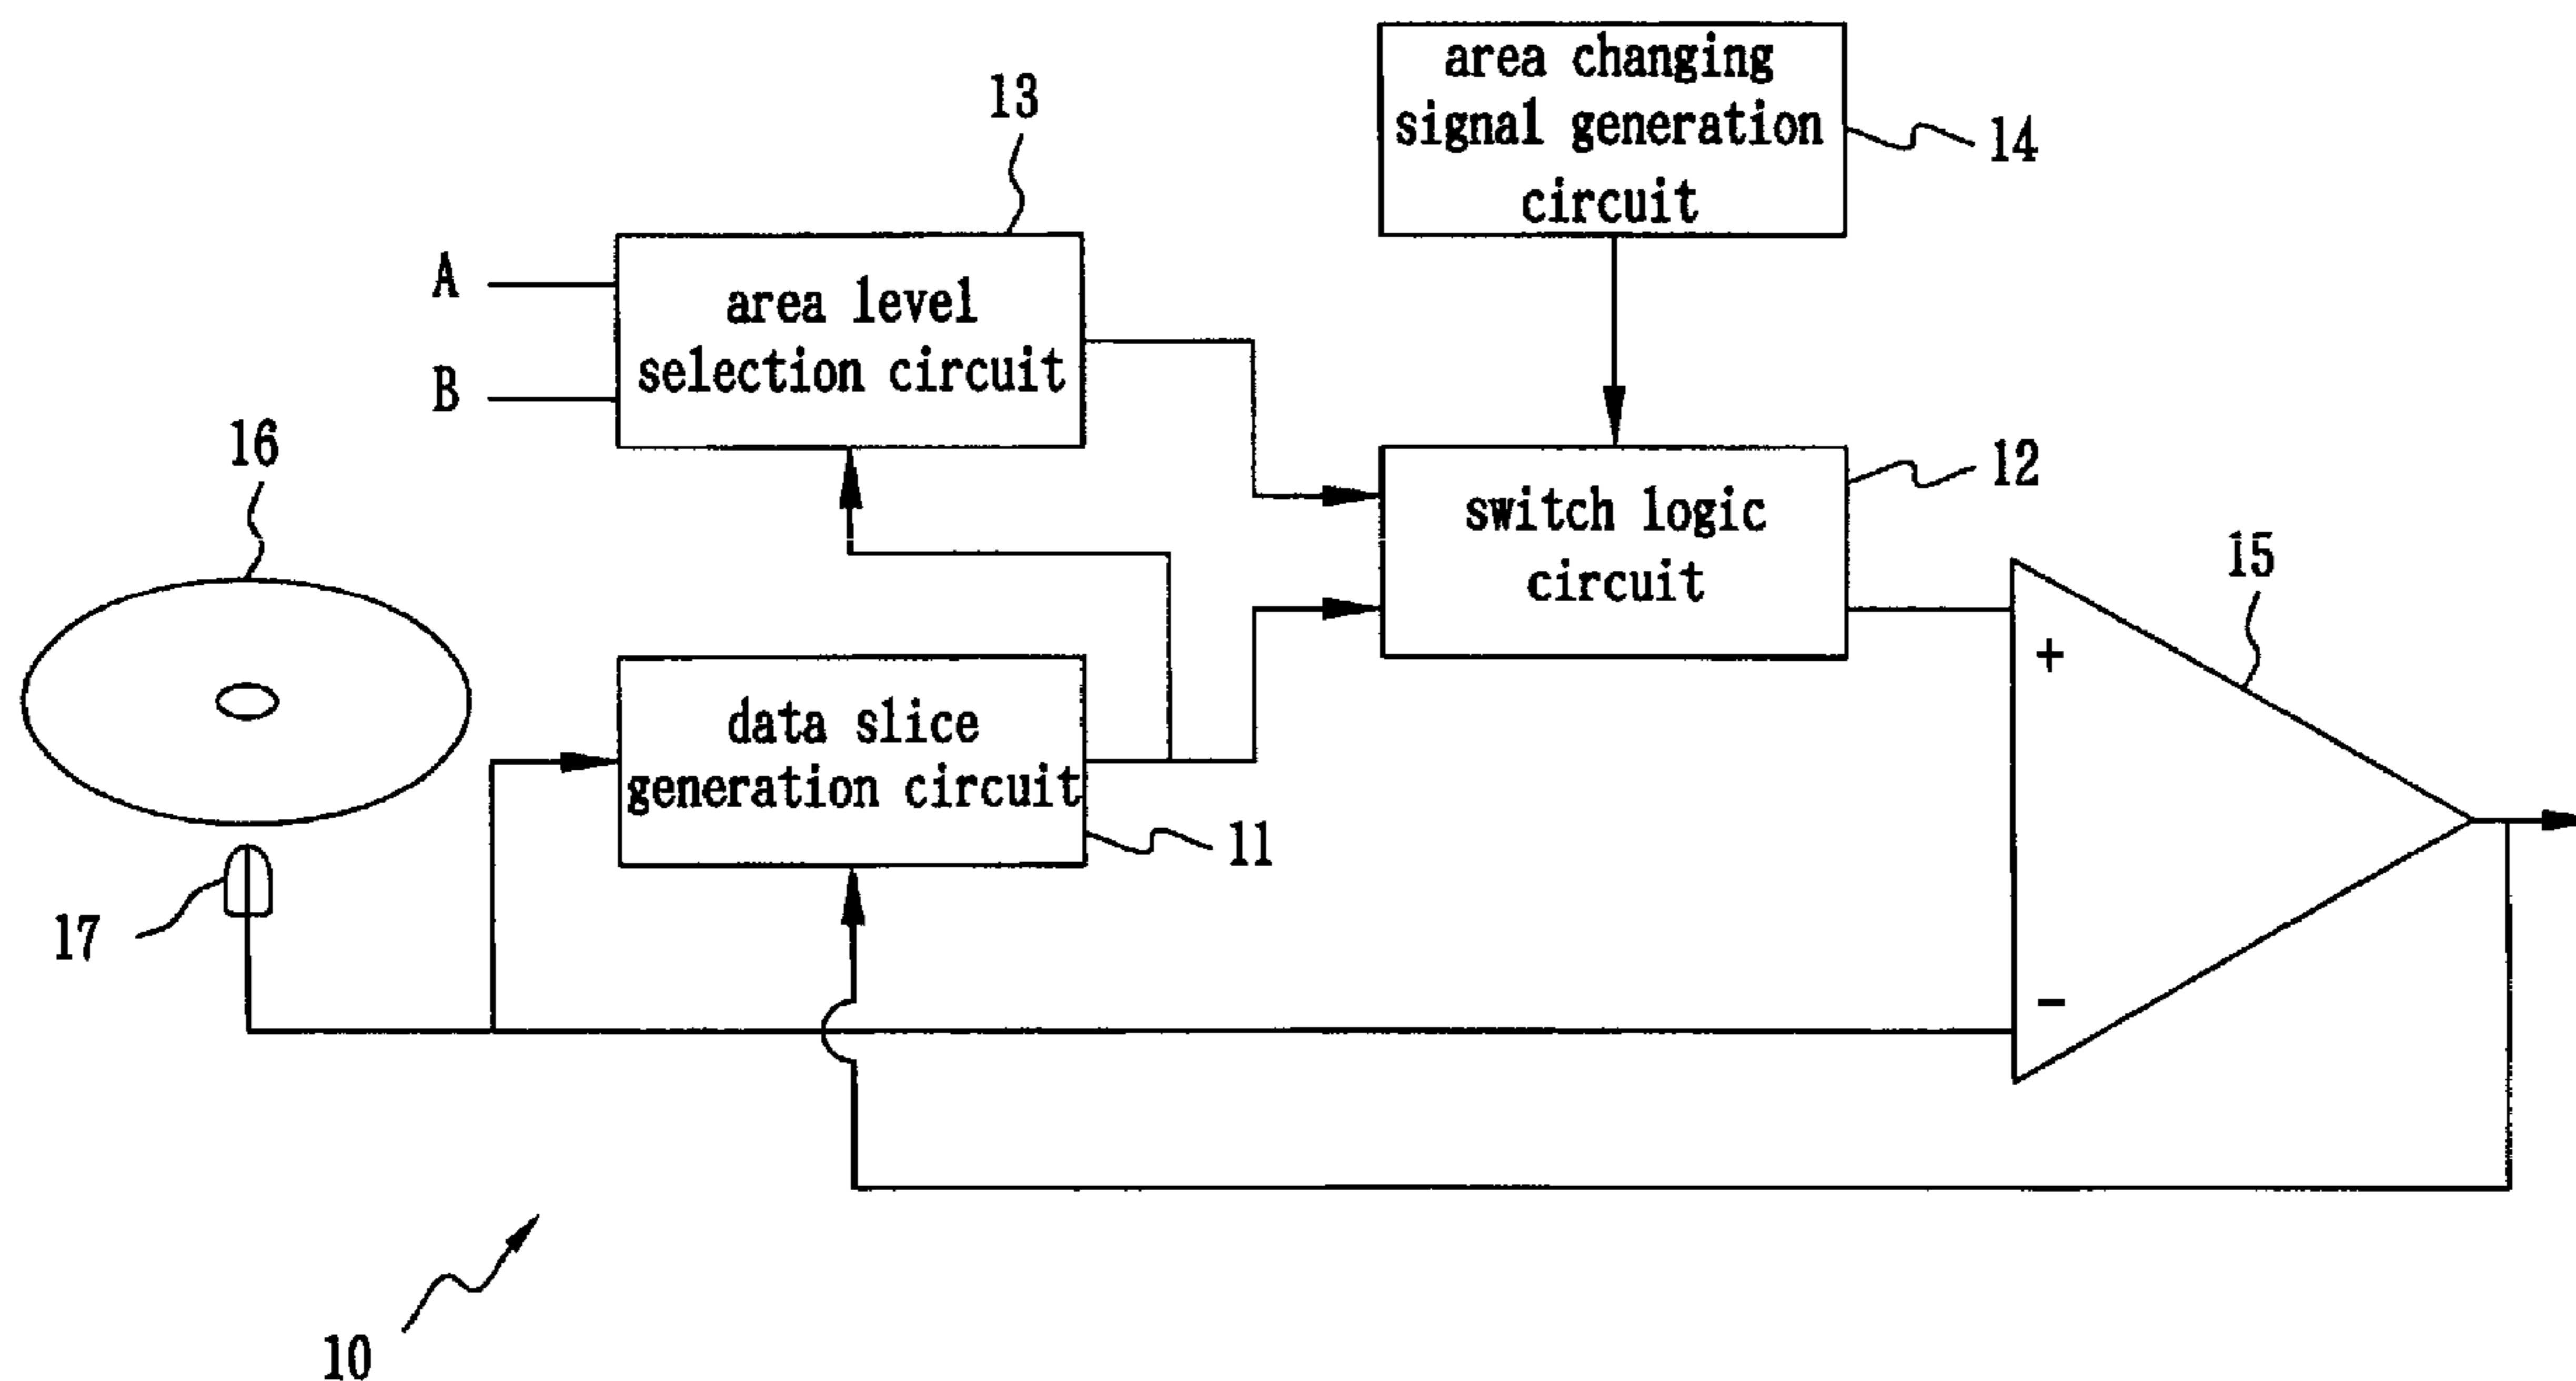 area changing
signal generation
circuit
14
13
A
B
area level
selection circuit
16
12
switch logic
circuit
15
+
-
data slice
generation circuit
11
17
10